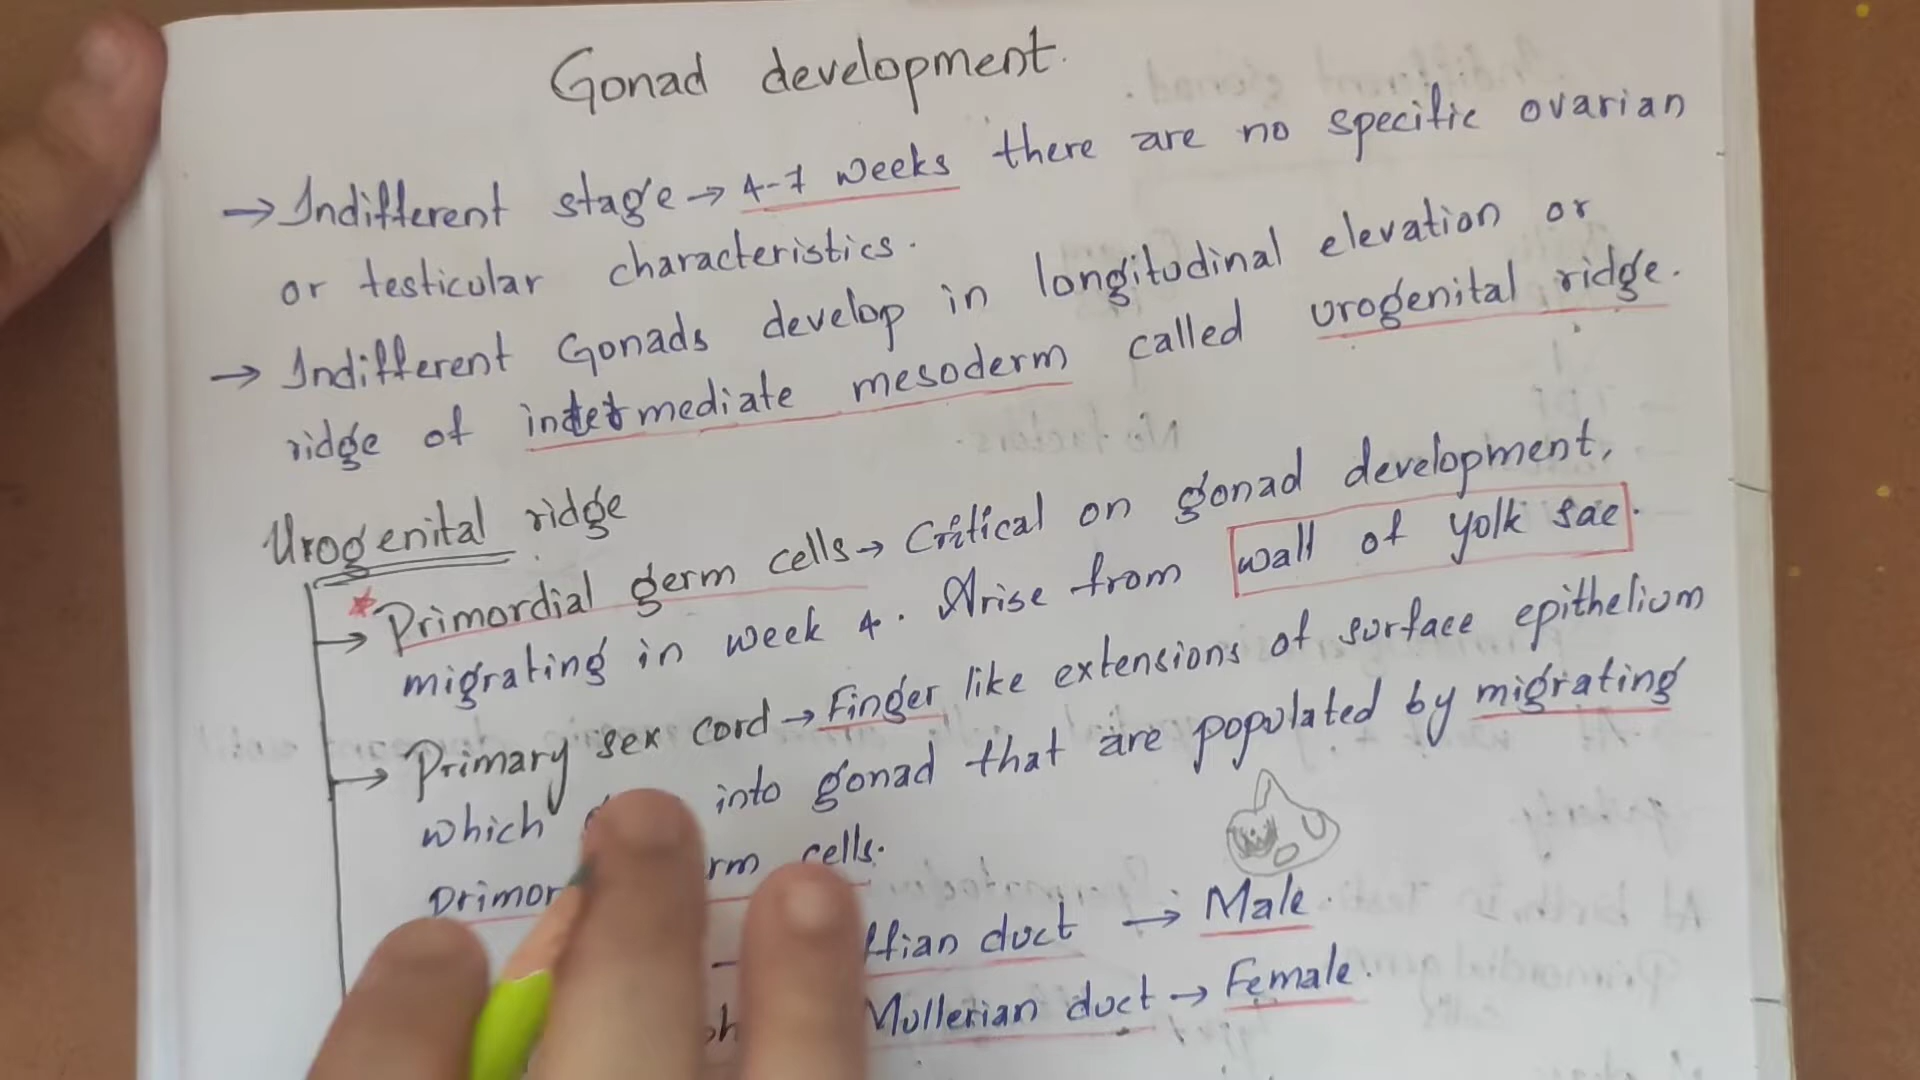 Gonad development.
→ Indifferent stage → 4-7 weeks there are no specific ovarian
or testicular characteristics.
→ Indifferent Gonads develop in longitudinal elevation or
ridge of intermediate mesoderm called urogenital ridge.
Urogenital ridge
* → Primordial germ cells → Critical on gonad development,
migrating in week 4. Arise from wall of yolk sac.
→ Primary sex cord → Finger like extensions of surface epithelium
which into gonad that are populated by migrating
cells.
duct → Male.
Mullerian duct → Female.